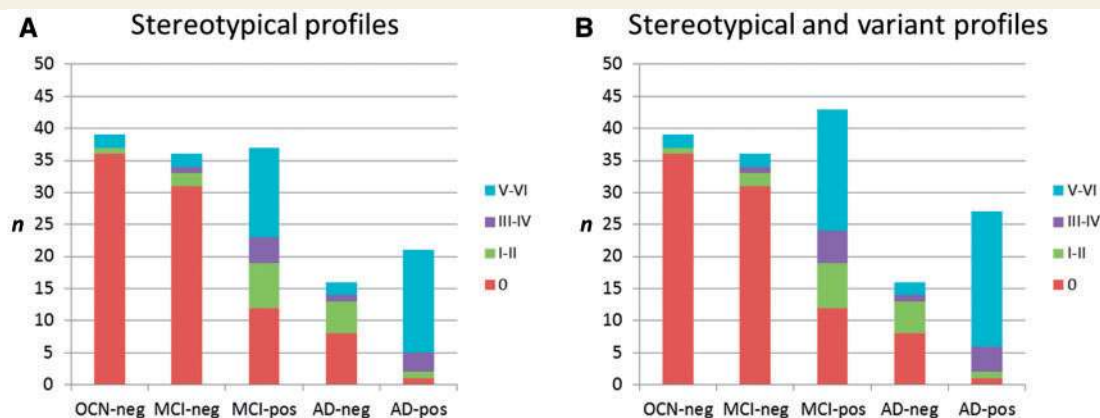 A Stereotypical profiles
50
45
40
35
30
25
20
15
10
5
0
n
OCN-neg MCI-neg MCI-pos AD-neg AD-pos
V-VI
III-IV
I-II
0
B Stereotypical and variant profiles
50
45
40
35
30
25
20
15
10
5
0
n
OCN-neg MCI-neg MCI-pos AD-neg AD-pos
V-VI
III-IV
I-II
0